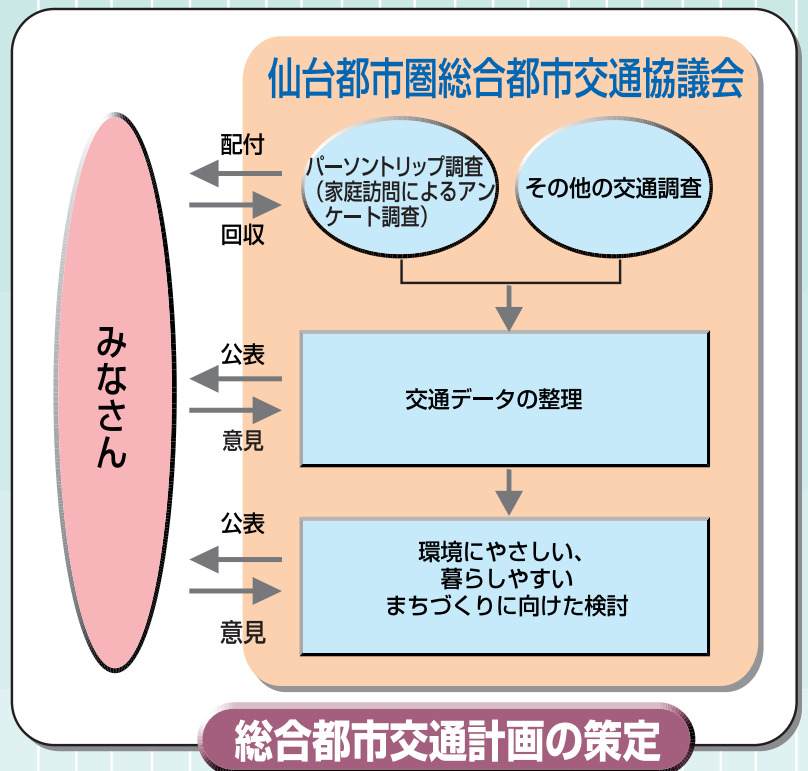 仙台都市圏総合都市交通協議会
配付
パーソントリップ調査
（家庭訪問によるアン
ケート調査）
その他の交通調査
回収
みなさん
公表
交通データの整理
意見
公表
環境にやさしい、
暮らしやすい
まちづくりに向けた検討
意見
総合都市交通計画の策定